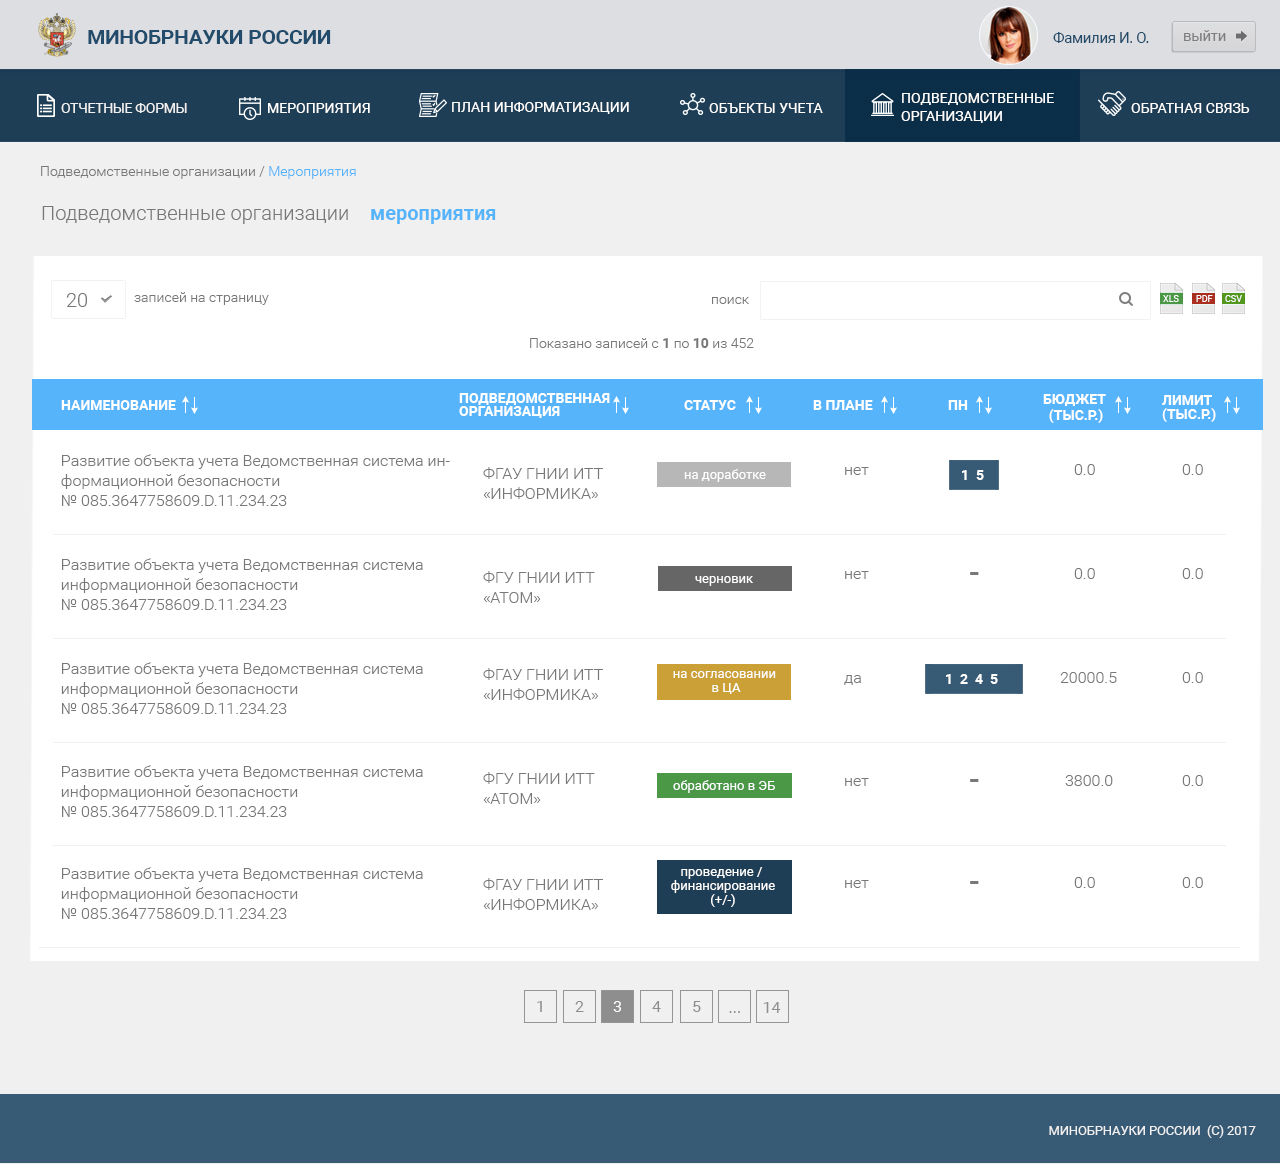 МИНОБРНАУКИ РОССИИ
Фамилия И. О.
выйти
ОТЧЕТНЫЕ ФОРМЫ
МЕРОПРИЯТИЯ
ПЛАН ИНФОРМАТИЗАЦИИ
ОБЪЕКТЫ УЧЕТА
ПОДВЕДОМСТВЕННЫЕ
ОРГАНИЗАЦИИ
ОБРАТНАЯ СВЯЗЬ
Подведомственные организации / Мероприятия
Подведомственные организации мероприятия
20
записей на страницу
поиск
XLS
PDF
CSV
Показано записей с 1 по 10 из 452
НАИМЕНОВАНИЕ
ПОДВЕДОМСТВЕННАЯ
ОРГАНИЗАЦИЯ
СТАТУС
В ПЛАНЕ
ПН
БЮДЖЕТ
(ТЫС.Р.)
ЛИМИТ
(ТЫС.Р.)
Развитие объекта учета Ведомственная система ин-
формационной безопасности
№ 085.3647758609.D.11.234.23
ФГАУ ГНИИ ИТТ
«ИНФОРМИКА»
на доработке
нет
1 5
0.0
0.0
Развитие объекта учета Ведомственная система
информационной безопасности
№ 085.3647758609.D.11.234.23
ФГУ ГНИИ ИТТ
«АТОМ»
черновик
нет
-
0.0
0.0
Развитие объекта учета Ведомственная система
информационной безопасности
№ 085.3647758609.D.11.234.23
ФГАУ ГНИИ ИТТ
«ИНФОРМИКА»
на согласовании
в ЦА
да
1 2 4 5
20000.5
0.0
Развитие объекта учета Ведомственная система
информационной безопасности
№ 085.3647758609.D.11.234.23
ФГУ ГНИИ ИТТ
«АТОМ»
обработано в ЭБ
нет
-
3800.0
0.0
Развитие объекта учета Ведомственная система
информационной безопасности
№ 085.3647758609.D.11.234.23
ФГАУ ГНИИ ИТТ
«ИНФОРМИКА»
проведение /
финансирование
(+/-)
нет
-
0.0
0.0
1 2 3 4 5 ... 14
МИНОБРНАУКИ РОССИИ (С) 2017